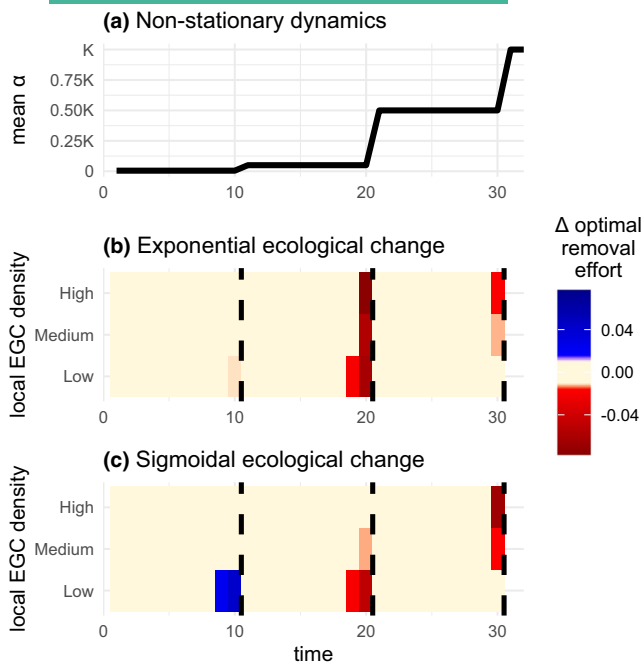 (a) Non-stationary dynamics
mean α
K
0.75K
0.50K
0.25K
0
0 10 20 30
(b) Exponential ecological change
local EGC density
High
Medium
Low
0 10 20 30
(c) Sigmoidal ecological change
local EGC density
High
Medium
Low
0 10 20 30
time
Δ optimal
removal
effort
0.04
0.00
-0.04